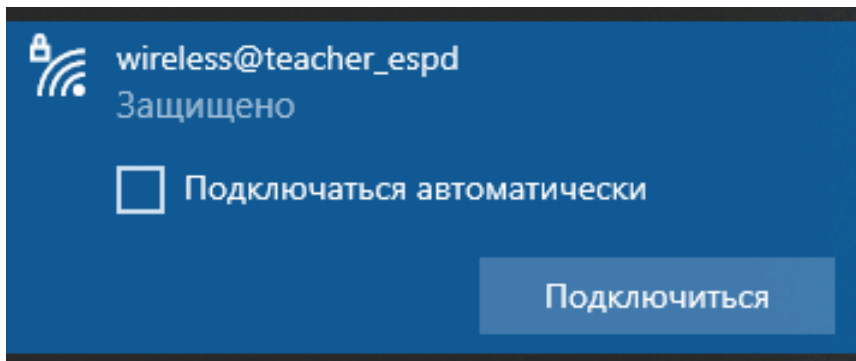 wireless@teacher_espd
Защищено
Подключаться автоматически
Подключиться